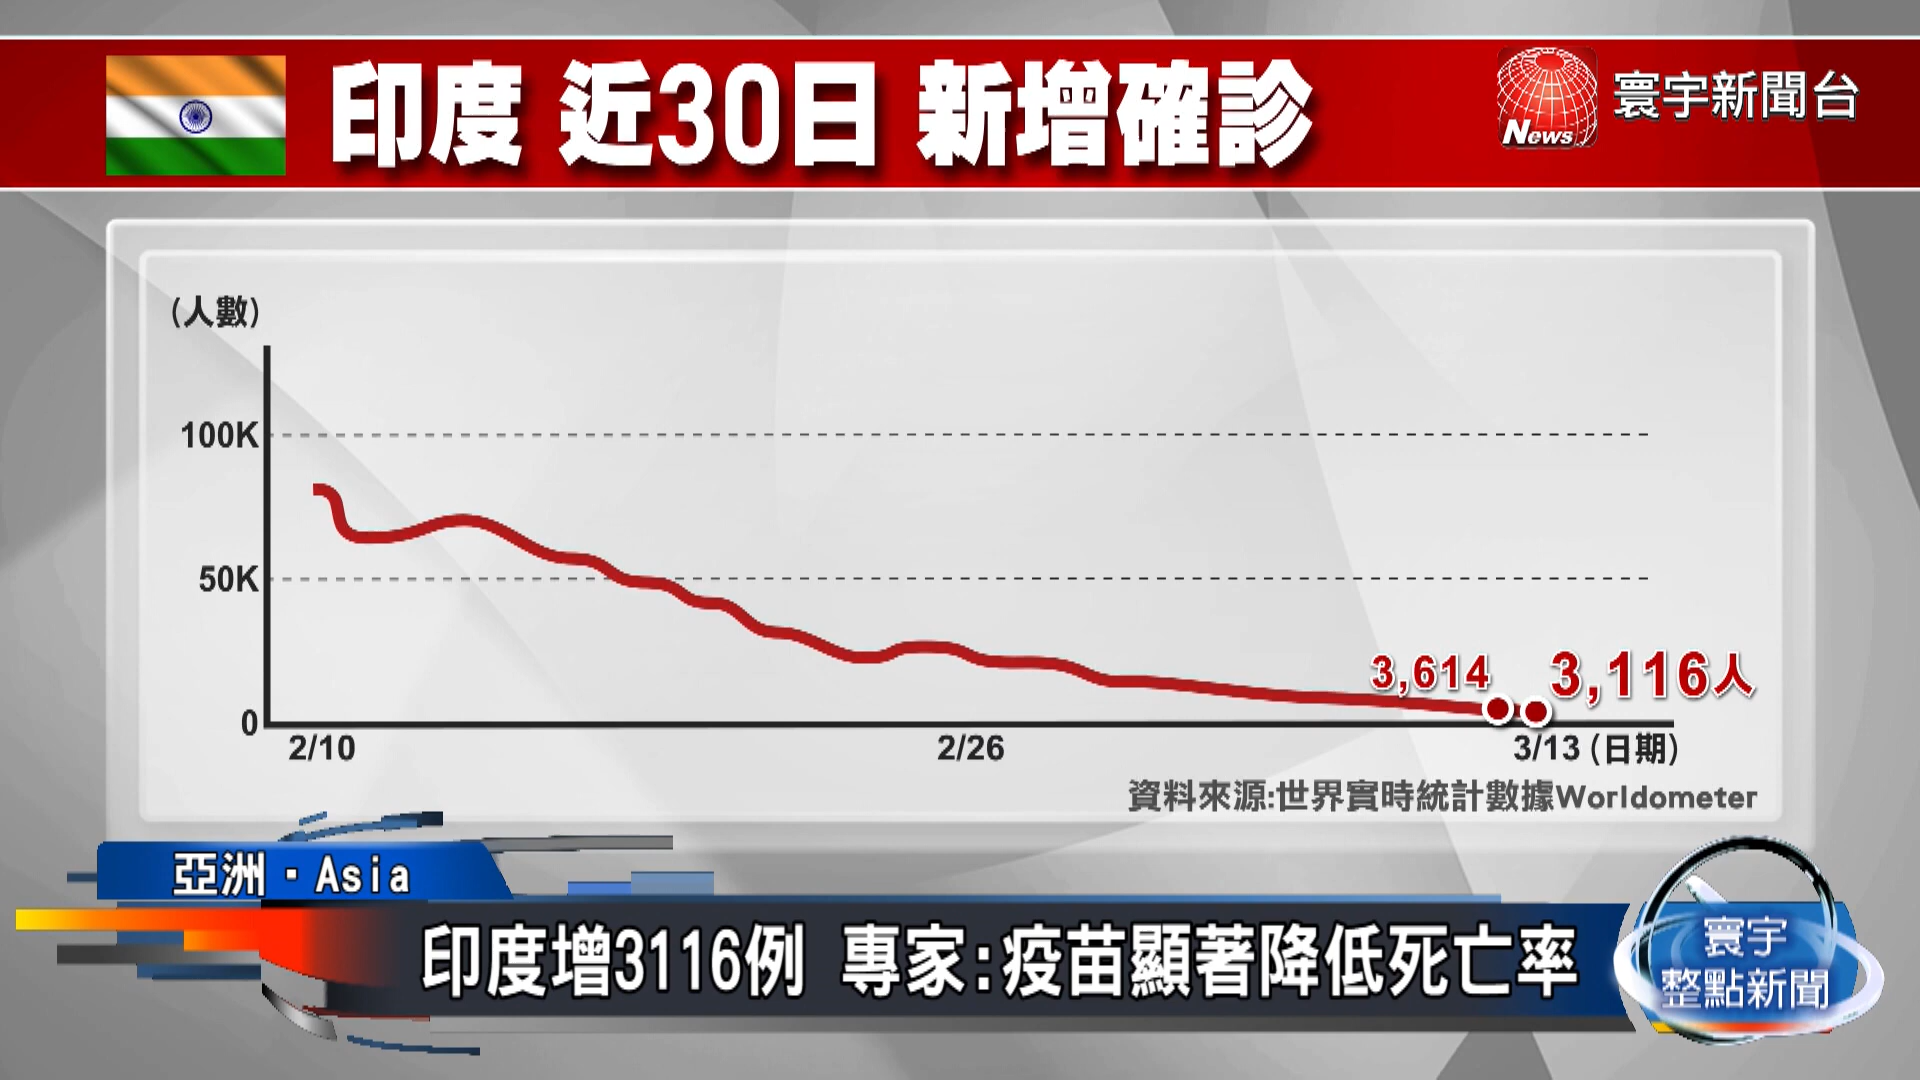 印度 近30日 新增確診
News
寰宇新聞台
(人數)
100K
50K
0
3,614
3,116人
2/10
2/26
3/13 (日期)
資料來源:世界實時統計數據Worldometer
亞洲·Asia
印度增3116例 專家:疫苗顯著降低死亡率
寰宇
整點新聞